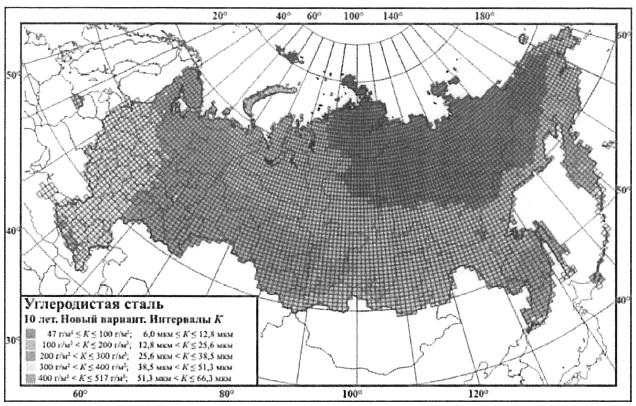 20° 40° 60° 100° 140° 180°
60°
50°
50°
40°
40°
30°
Углеродистая сталь
10 лет. Новый вариант. Интервалы K
47 г/м² ≤ K ≤ 100 г/м²; 6,0 мкм ≤ K ≤ 12,8 мкм
100 г/м² < K ≤ 200 г/м²; 12,8 мкм < K ≤ 25,6 мкм
200 г/м² < K ≤ 300 г/м²; 25,6 мкм < K ≤ 38,5 мкм
300 г/м² < K ≤ 400 г/м²; 38,5 мкм < K ≤ 51,3 мкм
400 г/м² < K ≤ 517 г/м²; 51,3 мкм < K ≤ 66,3 мкм
60° 80° 100° 120°